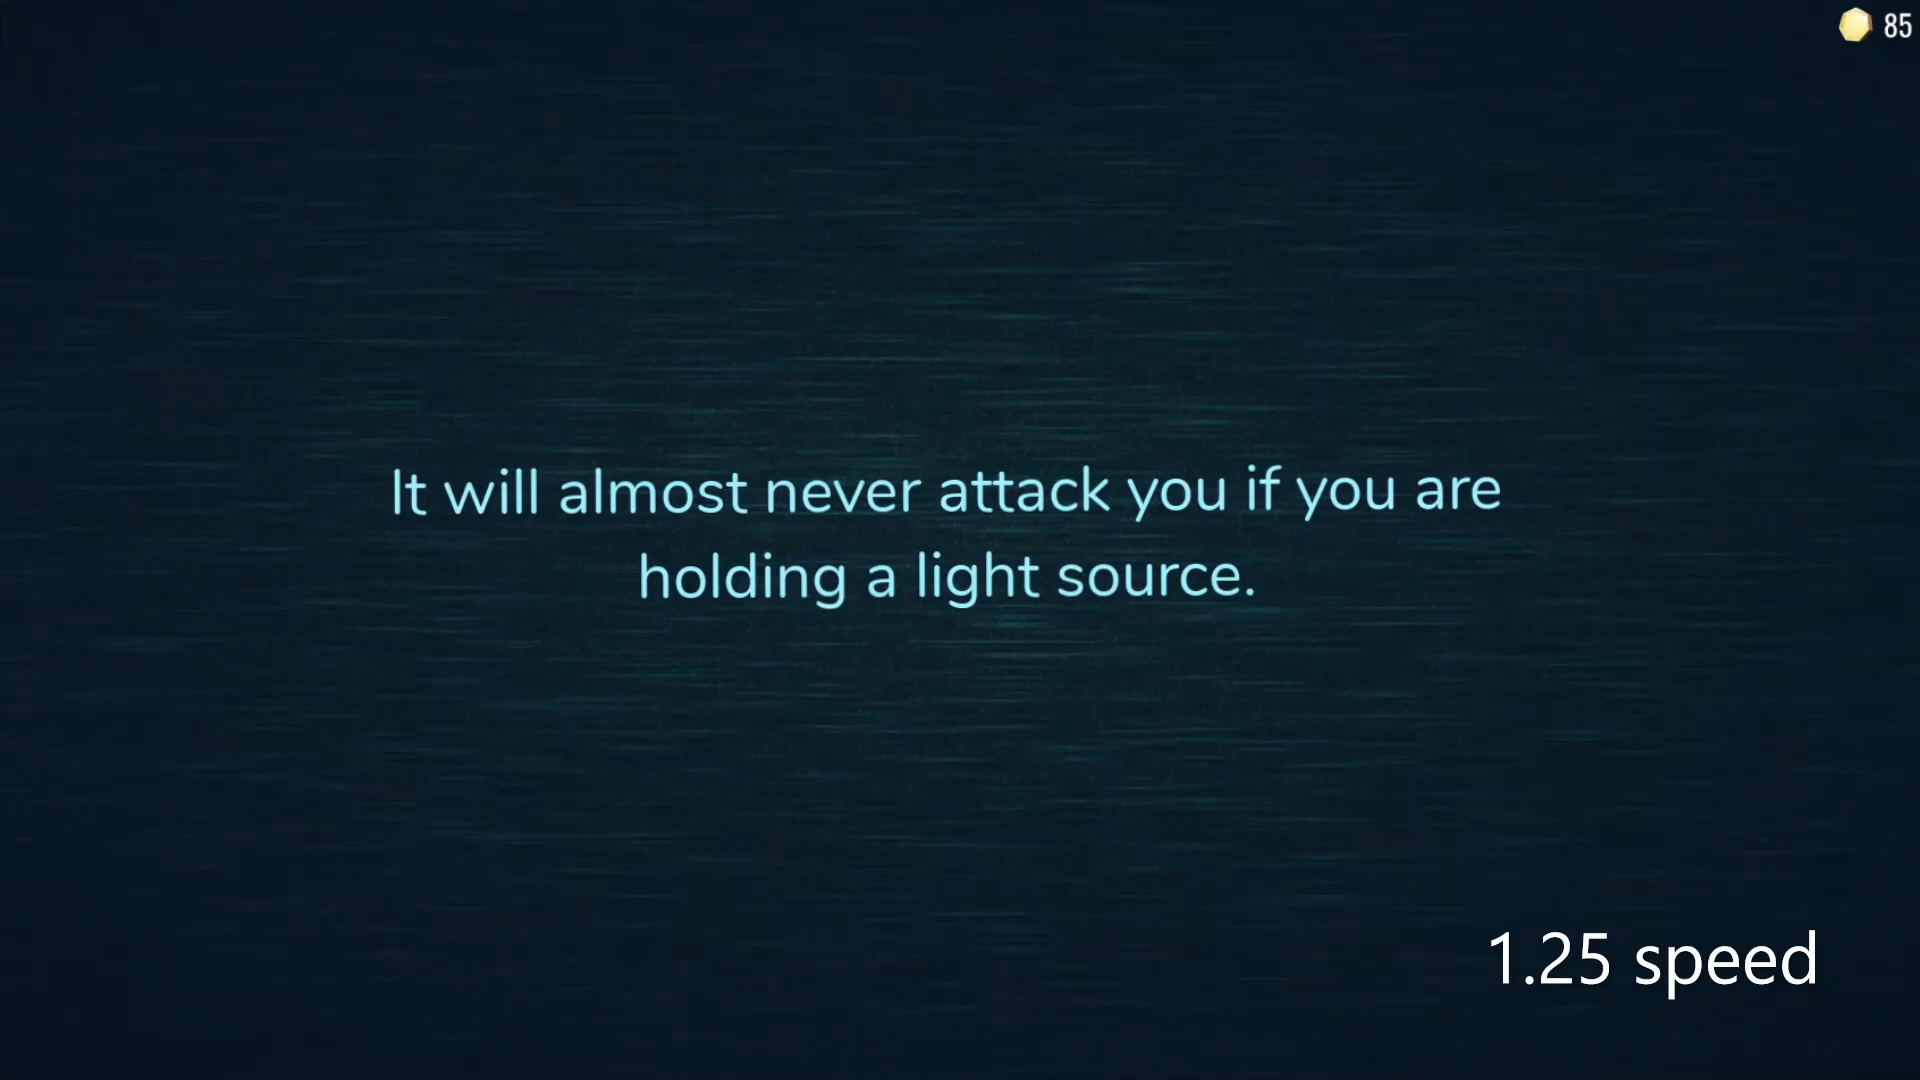 85
It will almost never attack you if you are
holding a light source.
1.25 speed